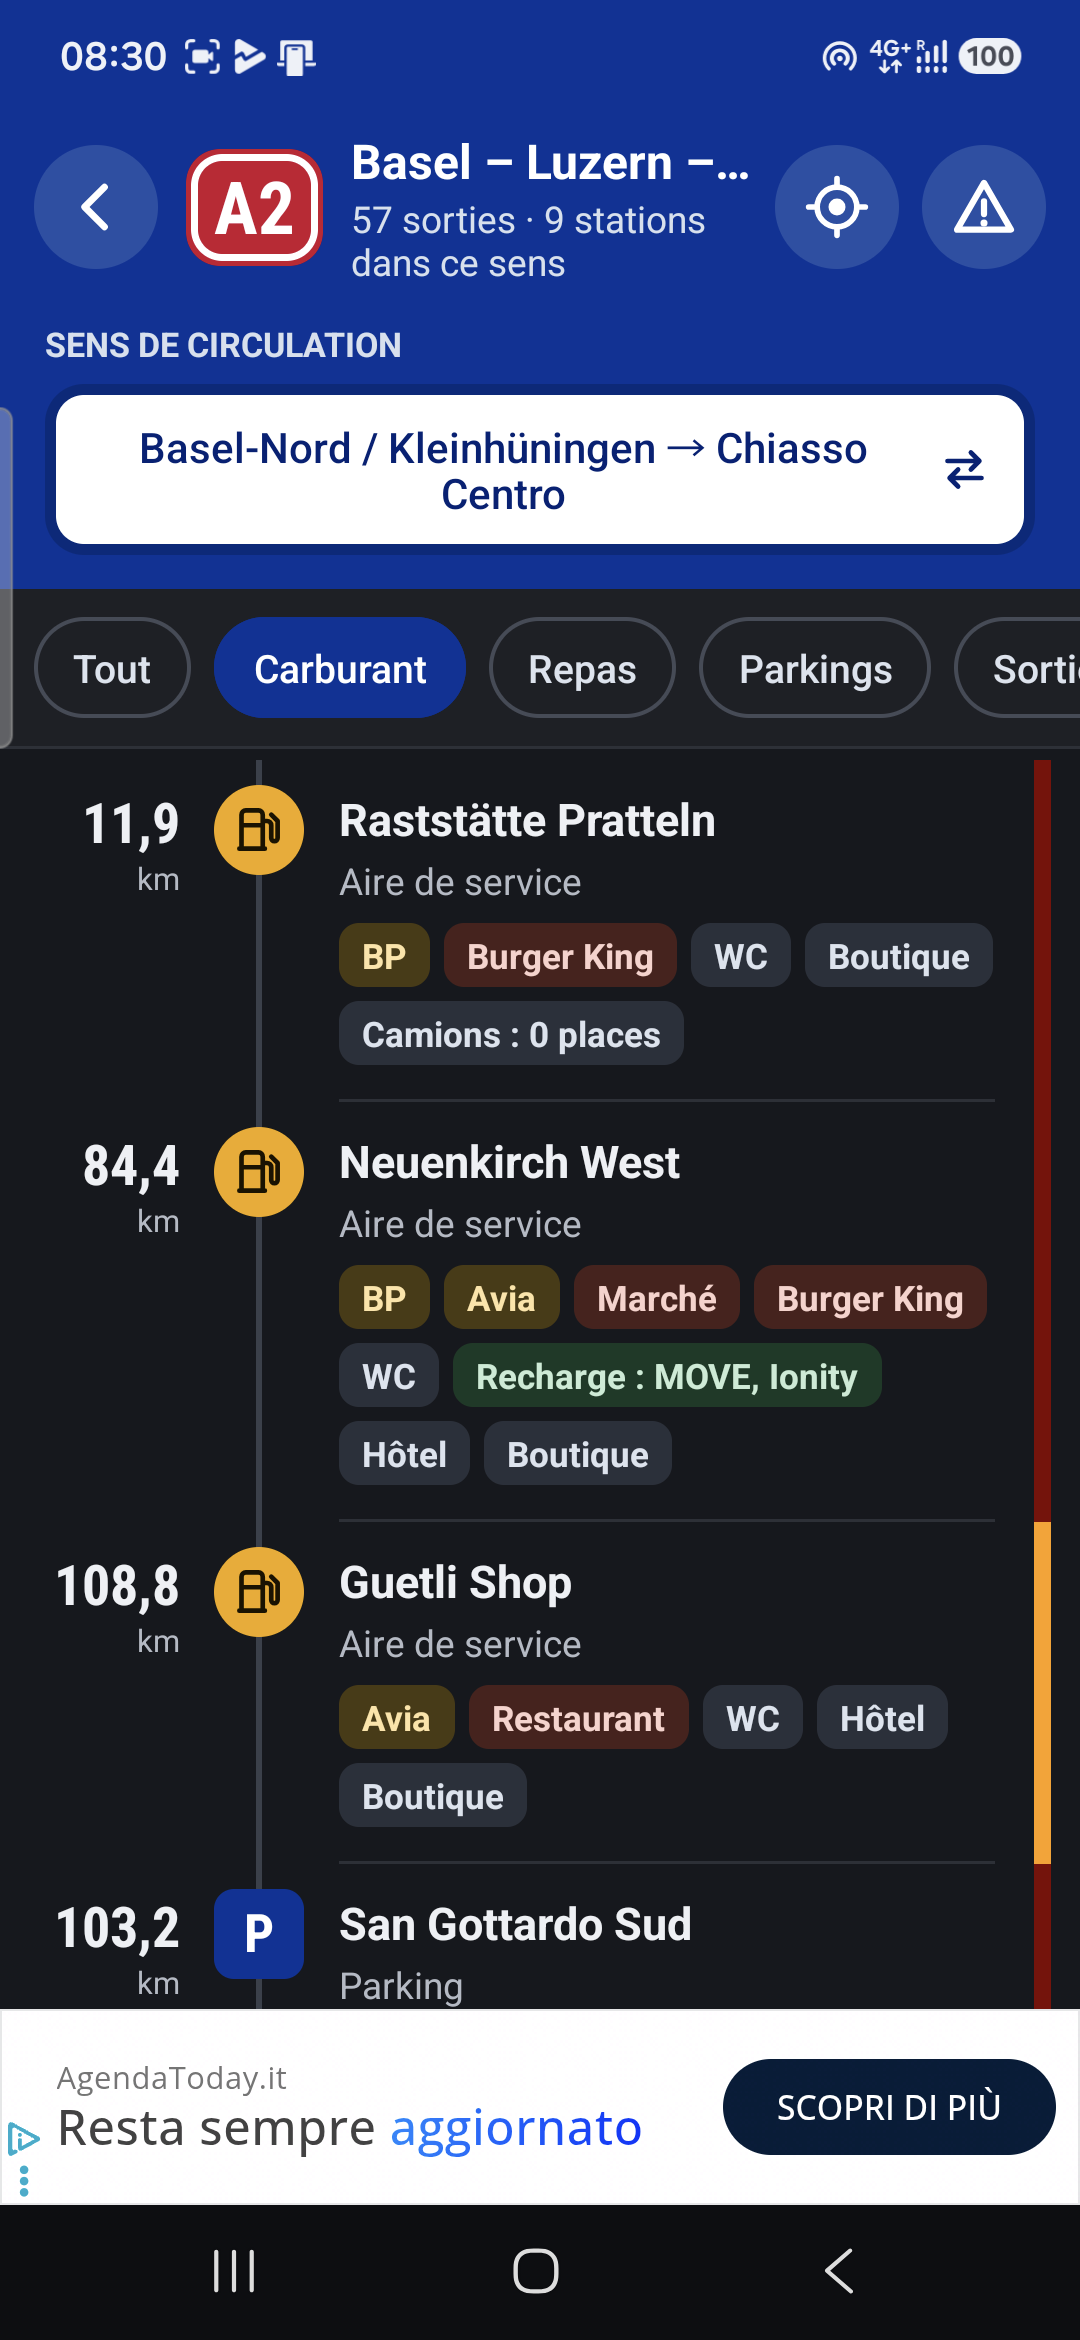 08:30
4G+ R
100
A2
Basel – Luzern –…
57 sorties · 9 stations
dans ce sens
SENS DE CIRCULATION
Basel-Nord / Kleinhüningen → Chiasso
Centro
Tout
Carburant
Repas
Parkings
Sorti
11,9
km
Raststätte Pratteln
Aire de service
BP
Burger King
WC
Boutique
Camions : 0 places
84,4
km
Neuenkirch West
Aire de service
BP
Avia
Marché
Burger King
WC
Recharge : MOVE, Ionity
Hôtel
Boutique
108,8
km
Guetli Shop
Aire de service
Avia
Restaurant
WC
Hôtel
Boutique
103,2
km
P
San Gottardo Sud
Parking
AgendaToday.it
Resta sempre aggiornato
SCOPRI DI PIÙ